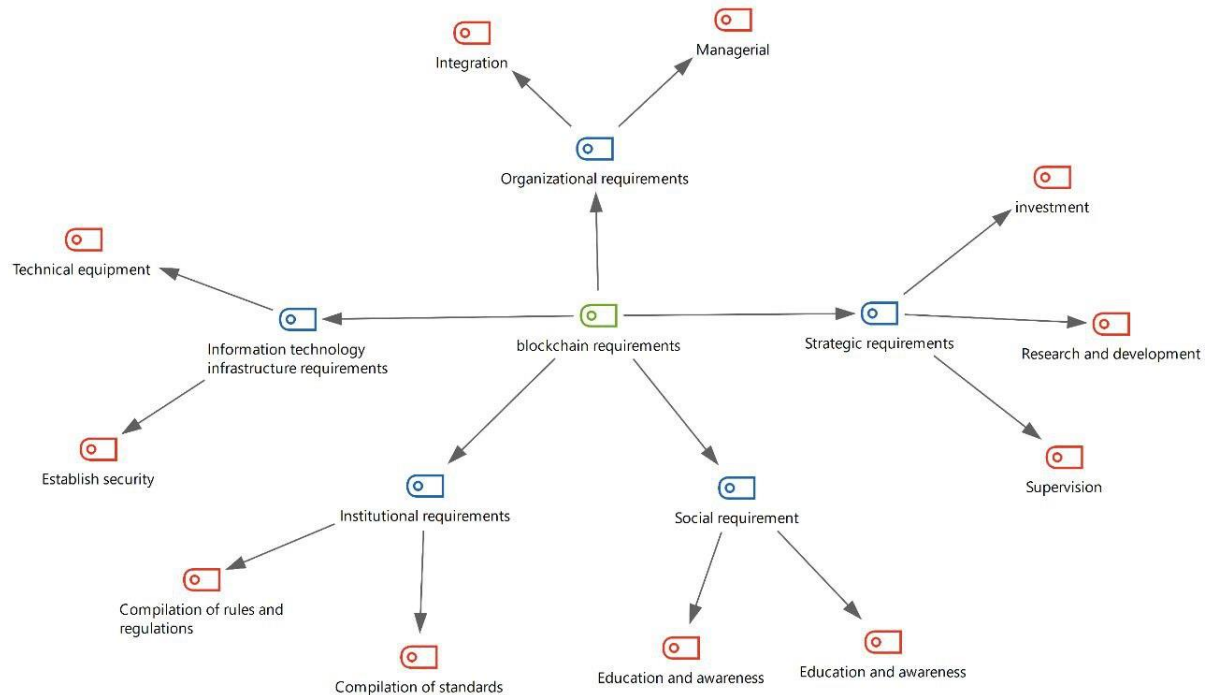 Integration
Managerial
Organizational requirements
investment
Technical equipment
Information technology
infrastructure requirements
blockchain requirements
Strategic requirements
Research and development
Establish security
Supervision
Institutional requirements
Social requirement
Compilation of rules and
regulations
Compilation of standards
Education and awareness
Education and awareness